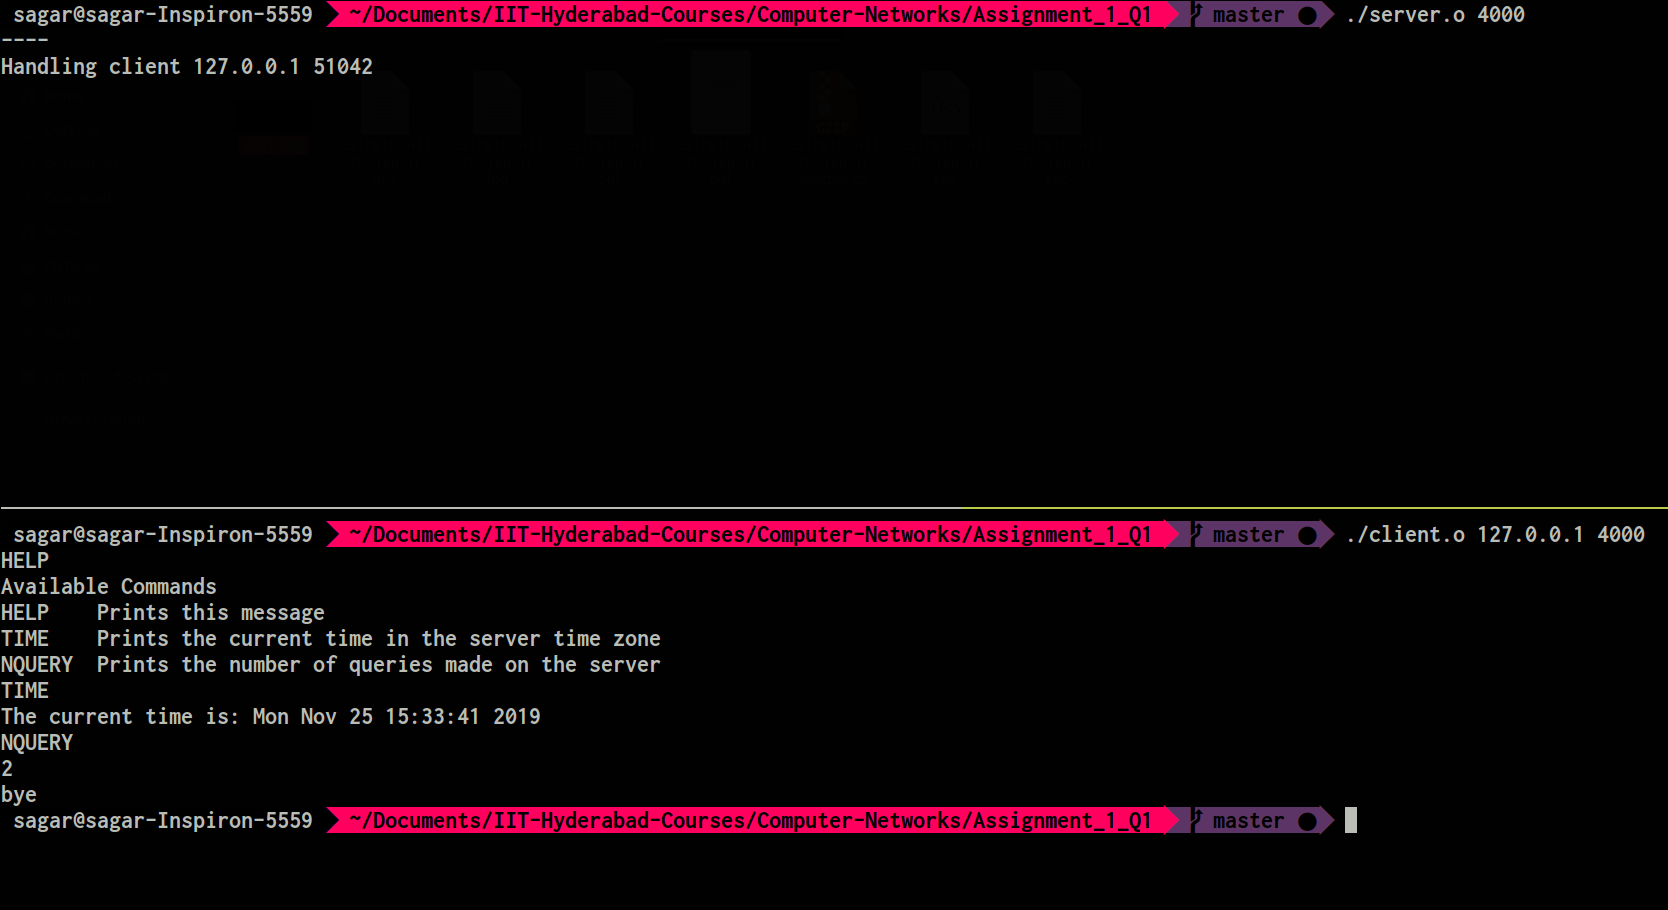 sagar@sagar-Inspiron-5559 ~/Documents/IIT-Hyderabad-Courses/Computer-Networks/Assignment_1_Q1 master ● ./server.o 4000
----
Handling client 127.0.0.1 51042
sagar@sagar-Inspiron-5559 ~/Documents/IIT-Hyderabad-Courses/Computer-Networks/Assignment_1_Q1 master ● ./client.o 127.0.0.1 4000
HELP
Available Commands
HELP    Prints this message
TIME    Prints the current time in the server time zone
NQUERY  Prints the number of queries made on the server
TIME
The current time is: Mon Nov 25 15:33:41 2019
NQUERY
2
bye
sagar@sagar-Inspiron-5559 ~/Documents/IIT-Hyderabad-Courses/Computer-Networks/Assignment_1_Q1 master ●